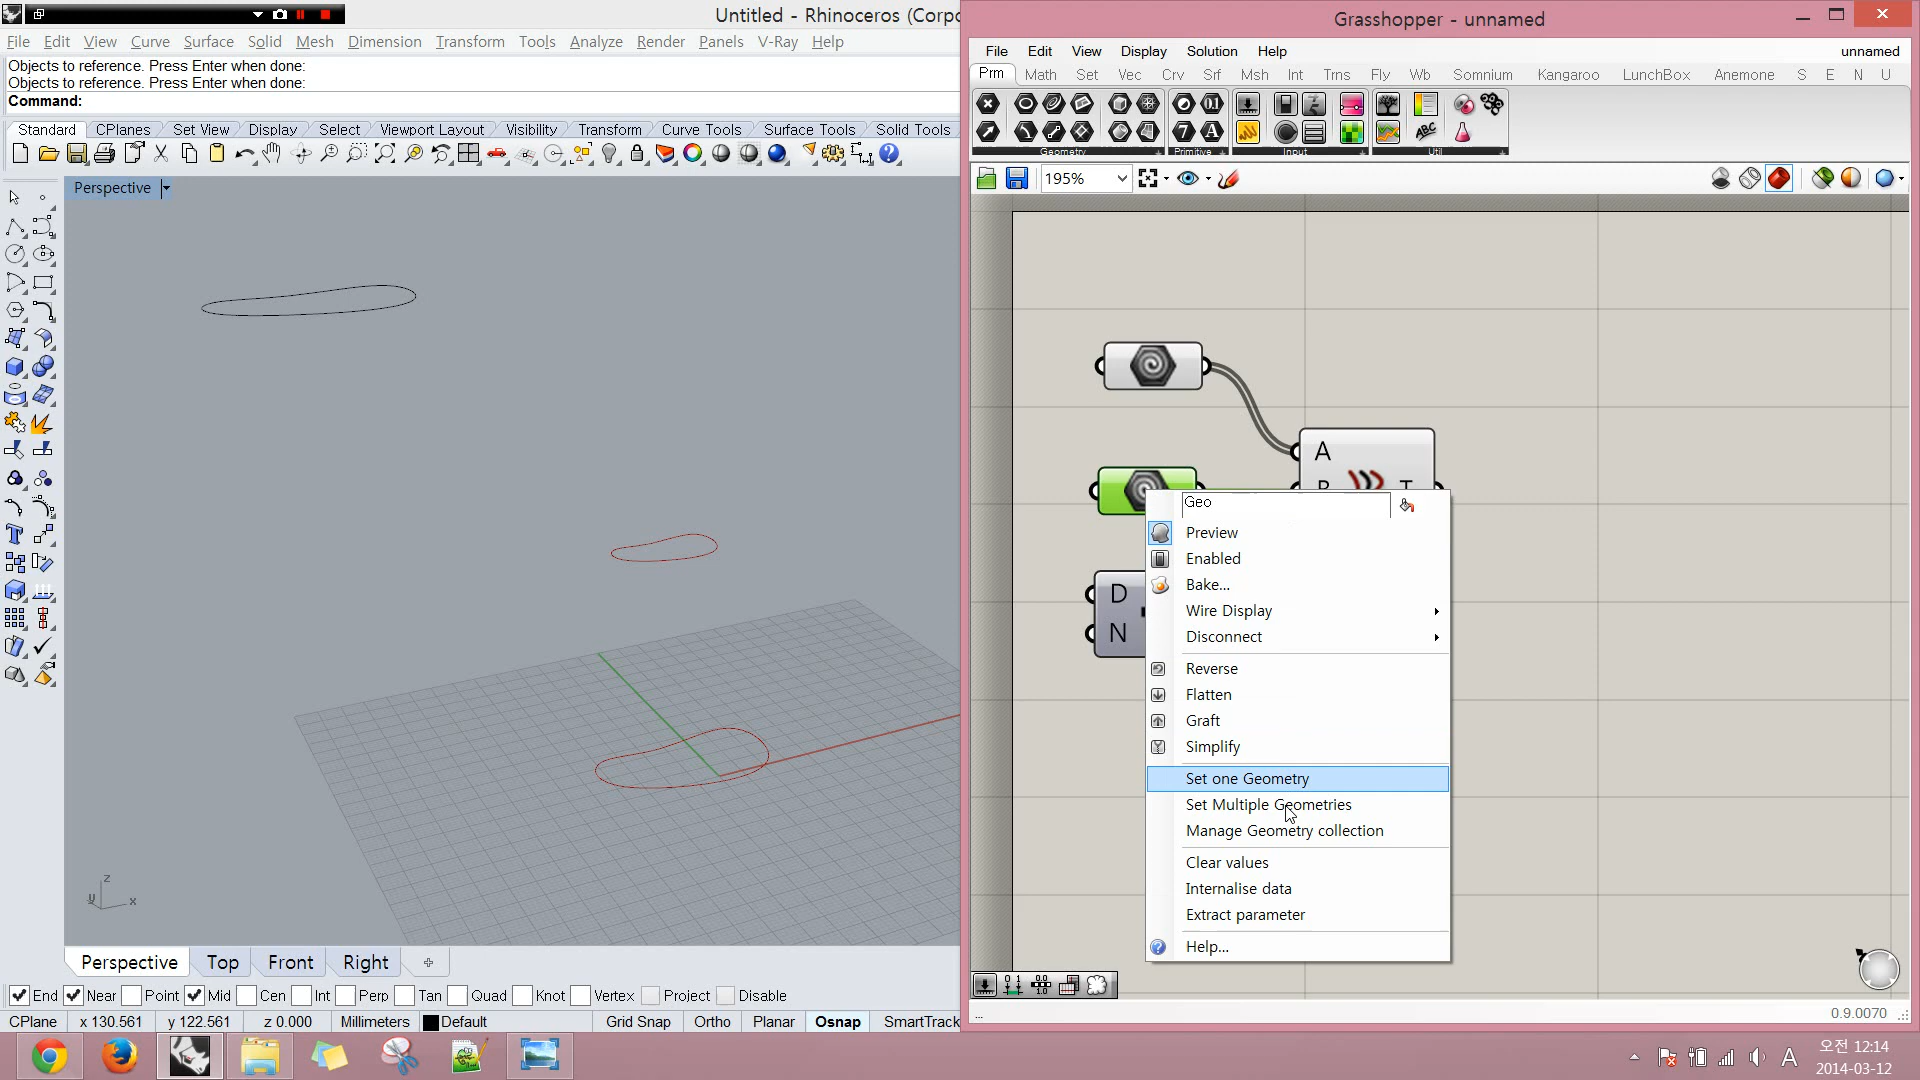 Untitled - Rhinoceros (Corpo
File Edit View Curve Surface Solid Mesh Dimension Transform Tools Analyze Render Panels V-Ray Help
Objects to reference. Press Enter when done:
Objects to reference. Press Enter when done:
Command:
Standard CPlanes Set View Display Select Viewport Layout Visibility Transform Curve Tools Surface Tools Solid Tools
Perspective
z
y x
Perspective Top Front Right
End Near Point Mid Cen Int Perp Tan Quad Knot Vertex Project Disable
CPlane x 130.561 y 122.561 z 0.000 Millimeters Default Grid Snap Ortho Planar Osnap SmartTrack
Grasshopper - unnamed
File Edit View Display Solution Help unnamed
Prm Math Set Vec Crv Srf Msh Int Trns Fly Wb Somnium Kangaroo LunchBox Anemone S E N U
Geometry Primitive Input Util
195%
A
B T
D
N
Geo
Preview
Enabled
Bake...
Wire Display
Disconnect
Reverse
Flatten
Graft
Simplify
Set one Geometry
Set Multiple Geometries
Manage Geometry collection
Clear values
Internalise data
Extract parameter
Help...
...
0.9.0070
A
오전 12:14
2014-03-12